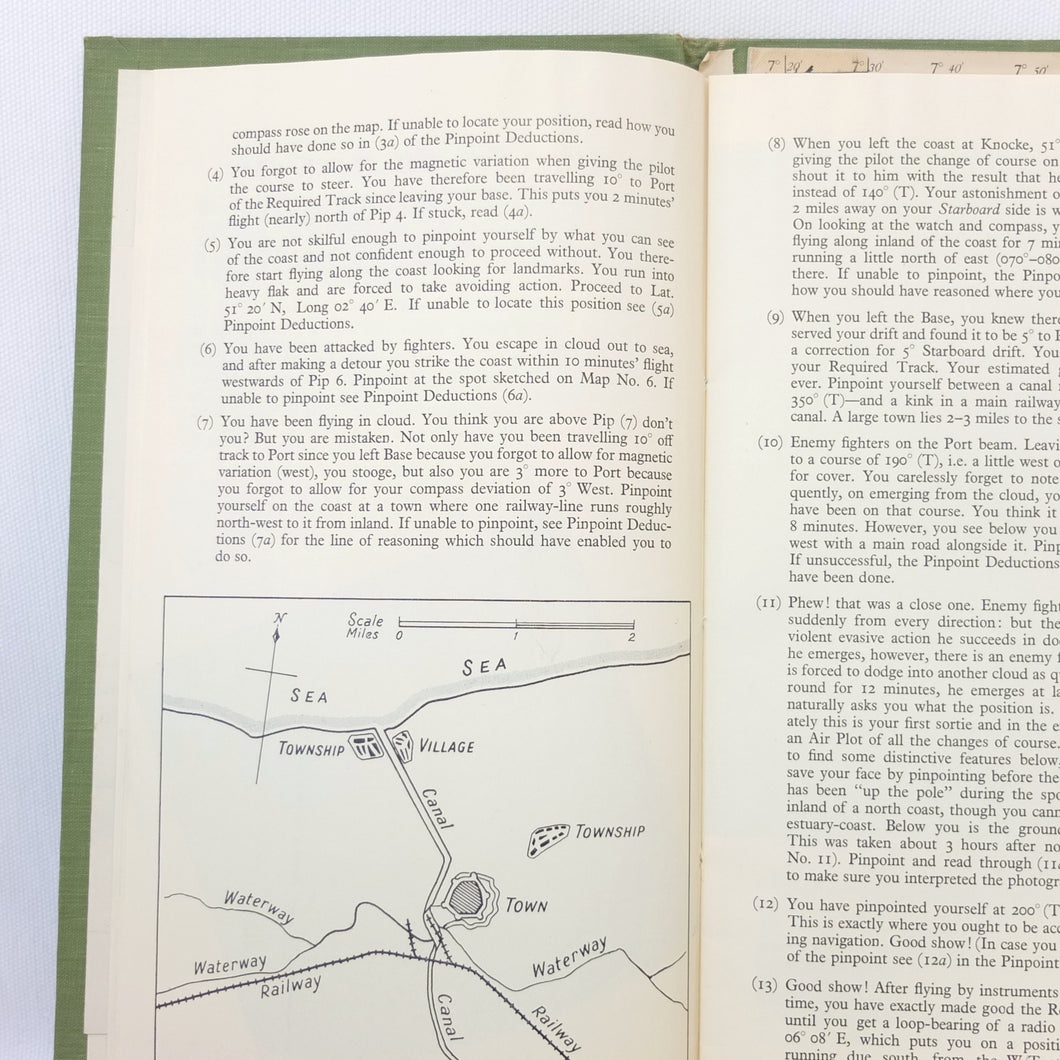 compass rose on the map. If unable to locate your position, read how you
should have done so in (3a) of the Pinpoint Deductions.
(4) You forgot to allow for the magnetic variation when giving the pilot
the course to steer. You have therefore been travelling 10° to Port
of the Required Track since leaving your base. This puts you 2 minutes'
flight (nearly) north of Pip 4. If stuck, read (4a).
(5) You are not skilful enough to pinpoint yourself by what you can see
of the coast and not confident enough to proceed without. You there-
fore start flying along the coast looking for landmarks. You run into
heavy flak and are forced to take avoiding action. Proceed to Lat.
51° 20′ N, Long 02° 40′ E. If unable to locate this position see (5a)
Pinpoint Deductions.
(6) You have been attacked by fighters. You escape in cloud out to sea,
and after making a detour you strike the coast within 10 minutes' flight
westwards of Pip 6. Pinpoint at the spot sketched on Map No. 6. If
unable to pinpoint see Pinpoint Deductions (6a).
(7) You have been flying in cloud. You think you are above Pip (7) don't
you? But you are mistaken. Not only have you been travelling 10° off
track to Port since you left Base because you forgot to allow for magnetic
variation (west), you stooge, but also you are 3° more to Port because
you forgot to allow for your compass deviation of 3° West. Pinpoint
yourself on the coast at a town where one railway-line runs roughly
north-west to it from inland. If unable to pinpoint, see Pinpoint Deduc-
tions (7a) for the line of reasoning which should have enabled you to
do so.
N
Scale
Miles 0 1 2
SEA
SEA
TOWNSHIP
VILLAGE
Canal
TOWNSHIP
TOWN
Waterway
Waterway
Waterway
Railway
Canal
Railway
7° 20′ 7° 30′ 7° 40′ 7° 50′
(8) When you left the coast at Knocke, 51°
giving the pilot the change of course on
shout it to him with the result that he
instead of 140° (T). Your astonishment o
2 miles away on your Starboard side is w
On looking at the watch and compass, y
flying along inland of the coast for 7 mi
running a little north of east (070°–080
there. If unable to pinpoint, the Pinpo
how you should have reasoned where you
(9) When you left the Base, you knew there
served your drift and found it to be 5° to P
a correction for 5° Starboard drift. You
your Required Track. Your estimated
ever. Pinpoint yourself between a canal
350° (T)—and a kink in a main railway
canal. A large town lies 2–3 miles to the s
(10) Enemy fighters on the Port beam. Leavi
to a course of 190° (T), i.e. a little west o
for cover. You carelessly forget to note
quently, on emerging from the cloud, yo
have been on that course. You think it
8 minutes. However, you see below you
west with a main road alongside it. Pinp
If unsuccessful, the Pinpoint Deductions
have been done.
(11) Phew! that was a close one. Enemy fight
suddenly from every direction: but the
violent evasive action he succeeds in do
he emerges, however, there is an enemy f
is forced to dodge into another cloud as q
round for 12 minutes, he emerges at la
naturally asks you what the position is.
ately this is your first sortie and in the e
an Air Plot of all the changes of course.
to find some distinctive features below,
save your face by pinpointing before the
has been "up the pole" during the spo
inland of a north coast, though you cann
estuary-coast. Below you is the groun
This was taken about 3 hours after no
No. 11). Pinpoint and read through (11a
to make sure you interpreted the photogr
(12) You have pinpointed yourself at 200° (T
This is exactly where you ought to be acc
ing navigation. Good show! (In case you
of the pinpoint see (12a) in the Pinpoint
(13) Good show! After flying by instruments
time, you have exactly made good the Re
until you get a loop-bearing of a radio
06° 08′ E, which puts you on a positi
running due south from the W/T